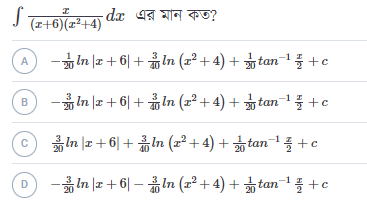 ∫ x/((x+6)(x²+4)) dx এর মান কত?
A -1/20 ln |x + 6| + 3/40 ln (x² + 4) + 1/20 tan⁻¹ x/2 + c
B -3/20 ln |x + 6| + 3/40 ln (x² + 4) + 1/20 tan⁻¹ x/2 + c
C 3/20 ln |x + 6| + 3/40 ln (x² + 4) + 1/20 tan⁻¹ x/2 + c
D -3/20 ln |x + 6| - 3/40 ln (x² + 4) + 1/20 tan⁻¹ x/2 + c